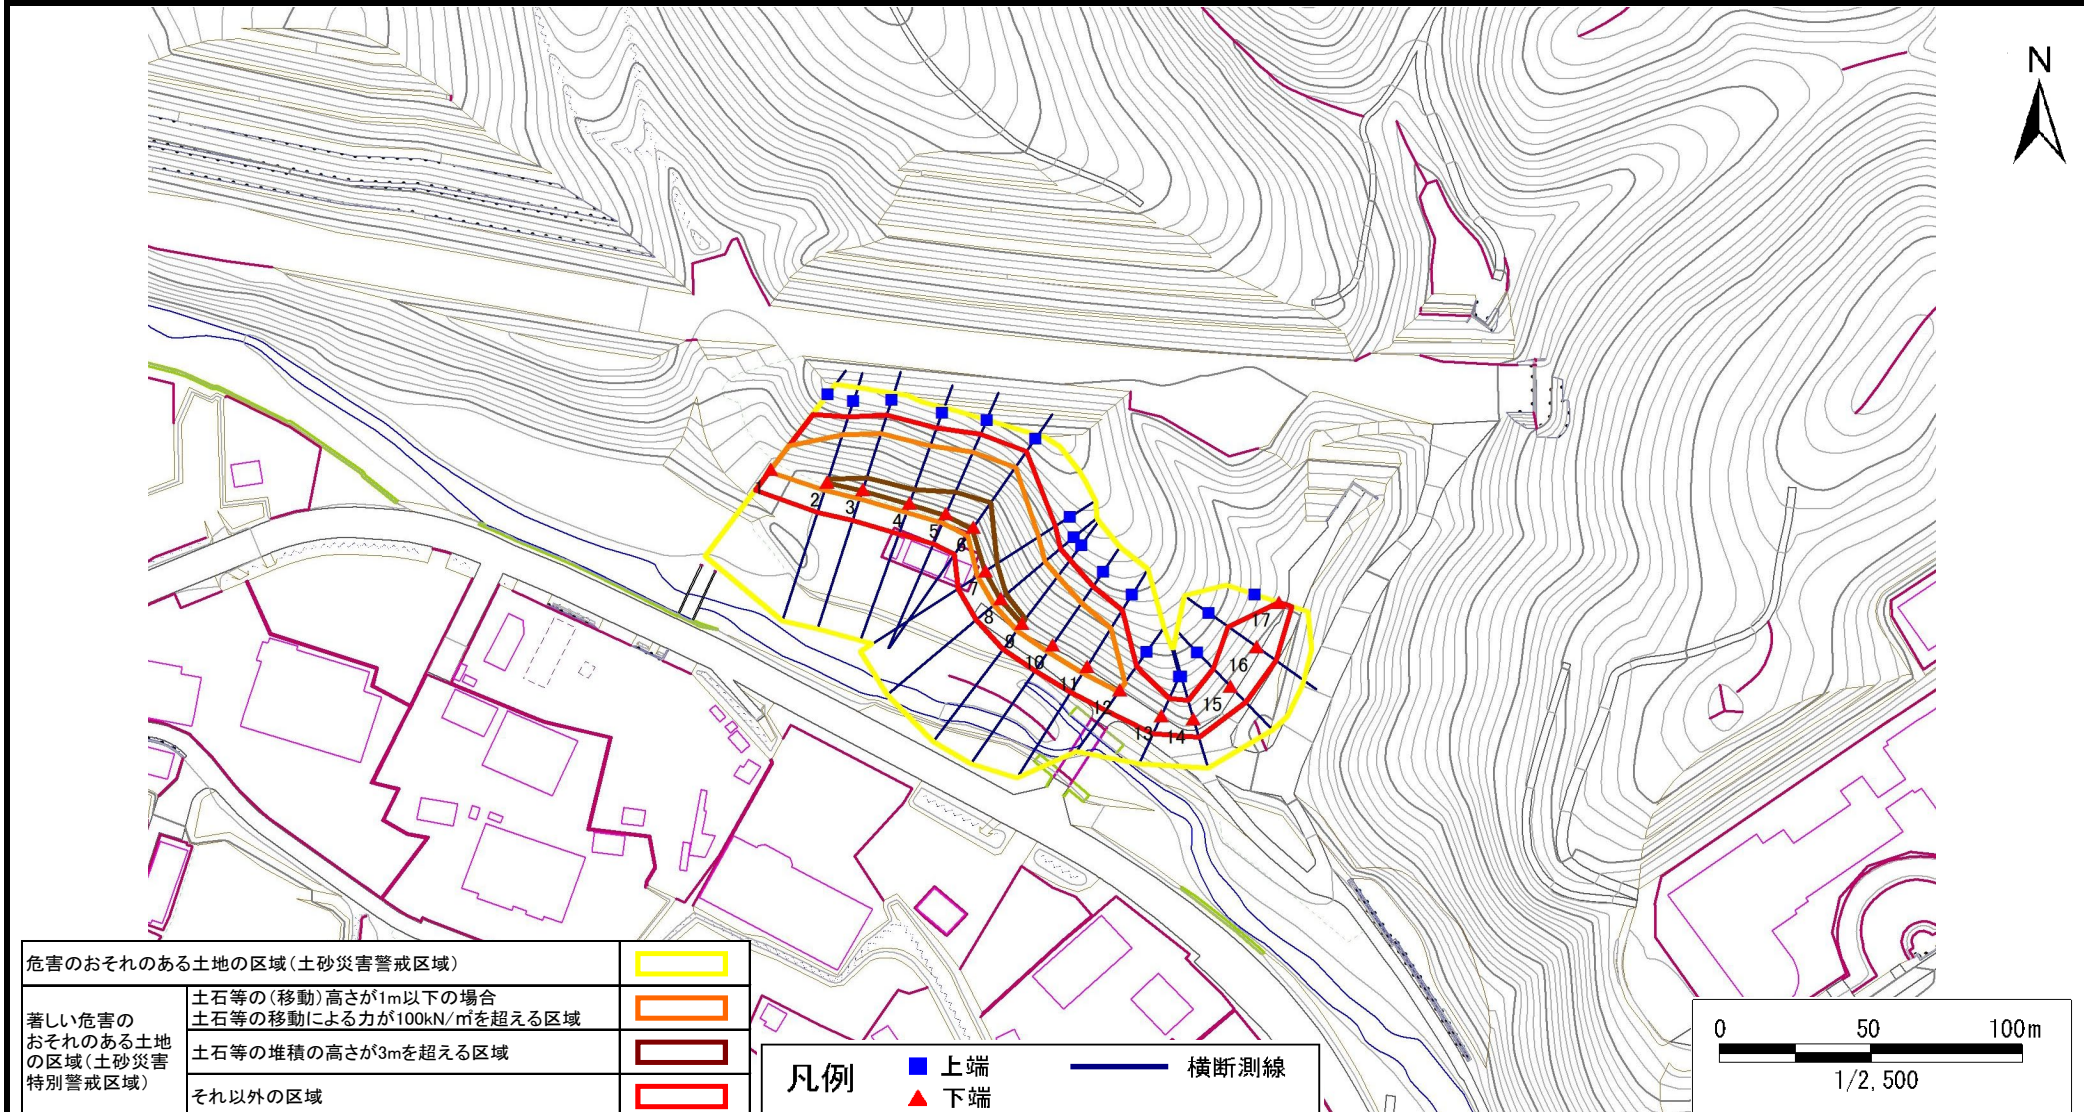 N
1
2
3
4
5
6
7
8
9
10
11
12
13
14
15
16
17
危害のおそれのある土地の区域(土砂災害警戒区域)
著しい危害の
おそれのある土地
の区域(土砂災害
特別警戒区域)
土石等の(移動)高さが1m以下の場合
土石等の移動による力が100kN/㎡を超える区域
土石等の堆積の高さが3mを超える区域
それ以外の区域
凡例
上端
下端
横断測線
0 50 100m
1/2,500